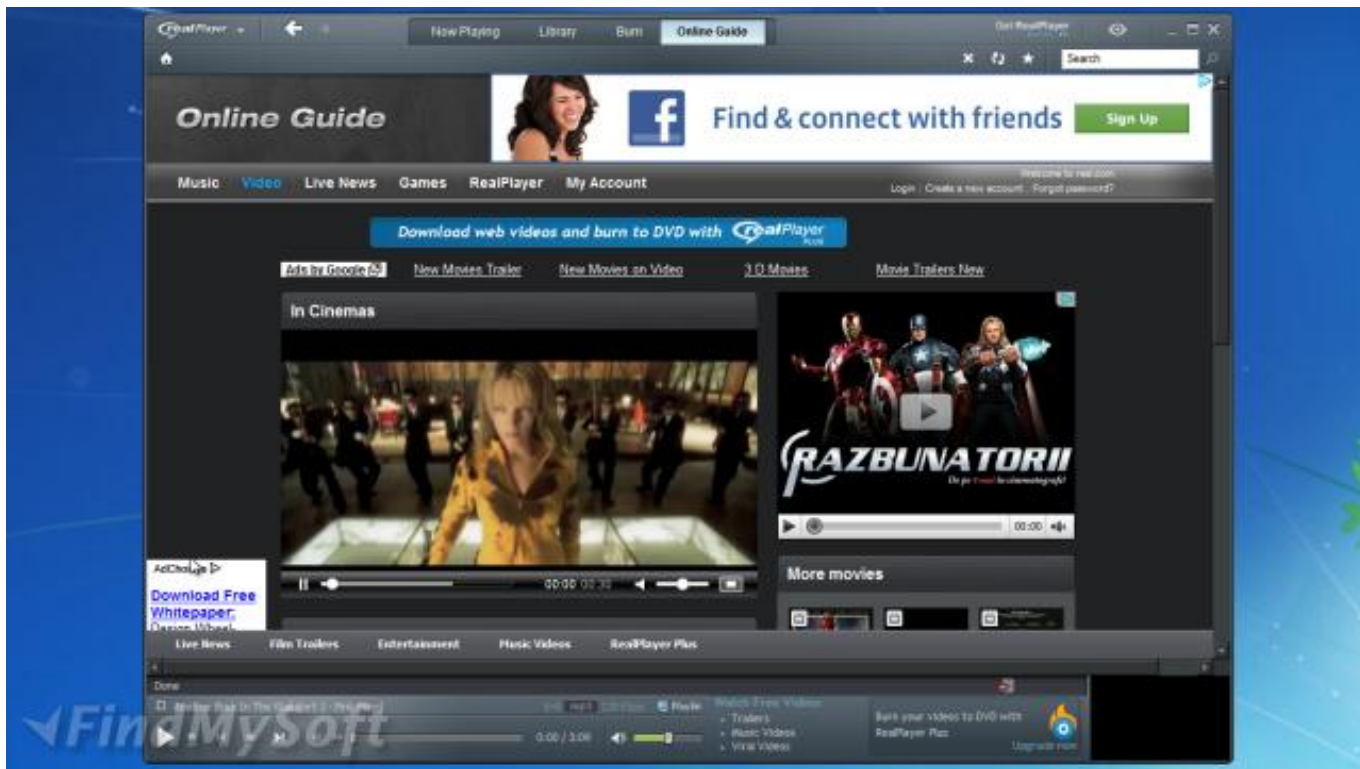 RealPlayer
Now Playing Library Burn Online Guide
Search
Online Guide
f Find & connect with friends Sign Up
Music Video Live News Games RealPlayer My Account
Welcome to real.com
Login Create a new account Forgot password?
Download web videos and burn to DVD with RealPlayer PLUS
Ads by Google New Movies Trailer New Movies on Video 3 D Movies Movie Trailers New
In Cinemas
RAZBUNATORII
00:00
00:00 00:30
More movies
Download Free
Whitepaper:
Live News Film Trailers Entertainment Music Videos RealPlayer Plus
Done
Watch Free Videos
Trailers
Music Videos
Viral Videos
0:00 / 3:09
Burn your videos to DVD with
RealPlayer Plus
Upgrade now
FindMySoft